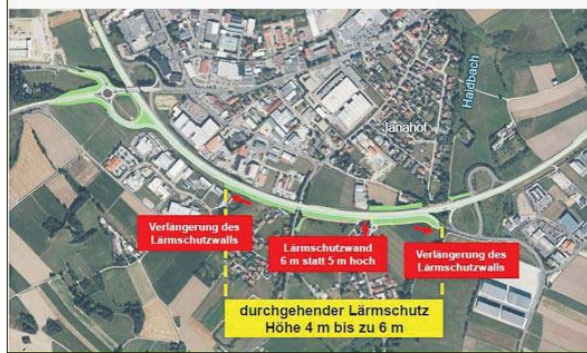 Haidbach
Janahof
Verlängerung des
Lärmschutzwalls
Lärmschutzwand
6 m statt 5 m hoch
Verlängerung des
Lärmschutzwalls
durchgehender Lärmschutz
Höhe 4 m bis zu 6 m